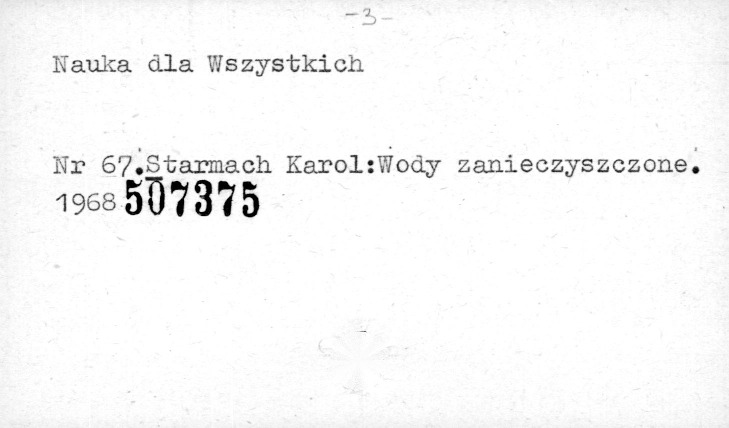 -3-
Nauka dla Wszystkich
Nr 67.Starmach Karol:Wody zanieczyszczone.
1968 507375